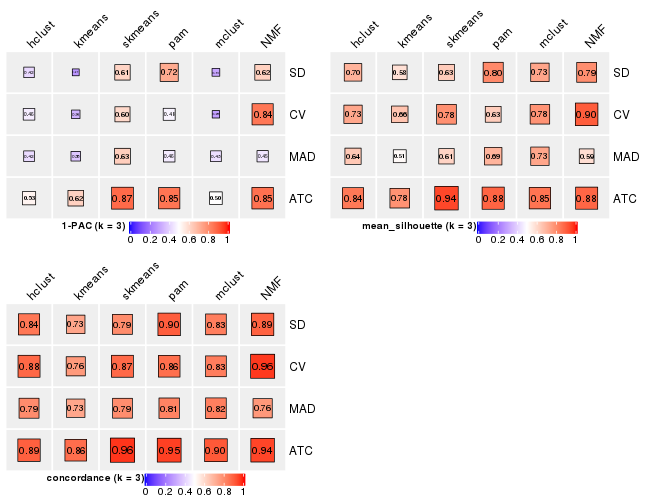 hclust kmeans skmeans pam mclust NMF
0.61 0.72 0.62 SD
0.60 0.41 0.84 CV
0.63 MAD
0.53 0.62 0.87 0.85 0.50 0.85 ATC
1-PAC (k = 3)
0 0.2 0.4 0.6 0.8 1
hclust kmeans skmeans pam mclust NMF
0.70 0.58 0.63 0.80 0.73 0.79 SD
0.73 0.66 0.78 0.63 0.78 0.90 CV
0.64 0.51 0.61 0.69 0.73 0.59 MAD
0.84 0.78 0.94 0.88 0.85 0.88 ATC
mean_silhouette (k = 3)
0 0.2 0.4 0.6 0.8 1
hclust kmeans skmeans pam mclust NMF
0.84 0.73 0.79 0.90 0.83 0.89 SD
0.88 0.76 0.87 0.86 0.83 0.96 CV
0.79 0.73 0.79 0.81 0.82 0.76 MAD
0.89 0.86 0.96 0.95 0.90 0.94 ATC
concordance (k = 3)
0 0.2 0.4 0.6 0.8 1